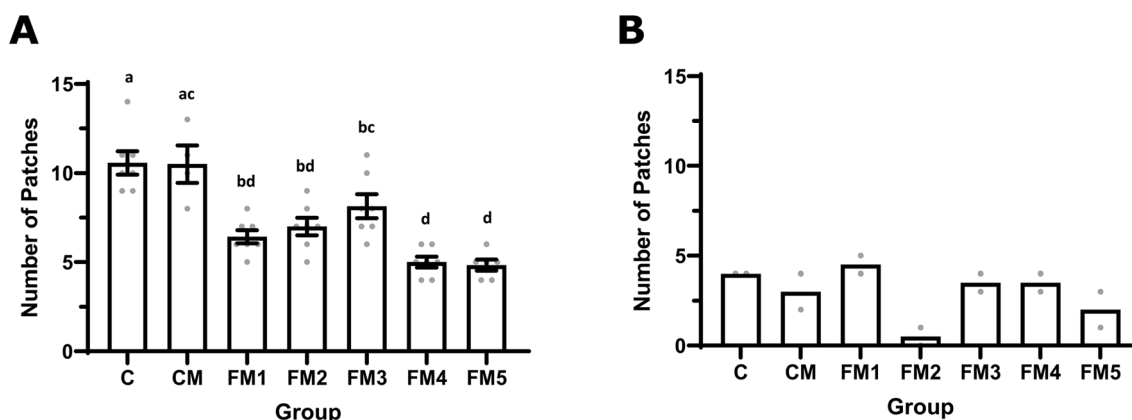 A
Number of Patches
15
10
5
0
a
ac
bd
bd
bc
d
d
C CM FM1 FM2 FM3 FM4 FM5
Group
B
Number of Patches
15
10
5
0
C CM FM1 FM2 FM3 FM4 FM5
Group